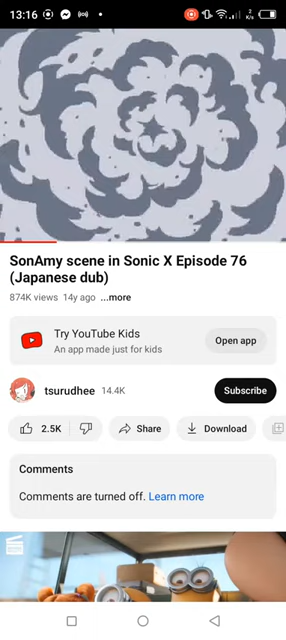 13:16
2
K/s
SonAmy scene in Sonic X Episode 76
(Japanese dub)
874K views 14y ago ...more
Try YouTube Kids
An app made just for kids
Open app
tsurudhee 14.4K
Subscribe
2.5K
Share
Download
Comments
Comments are turned off. Learn more